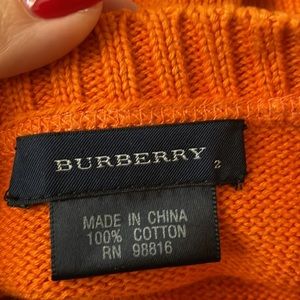 BURBERRY 2
MADE IN CHINA
100% COTTON
RN 98816